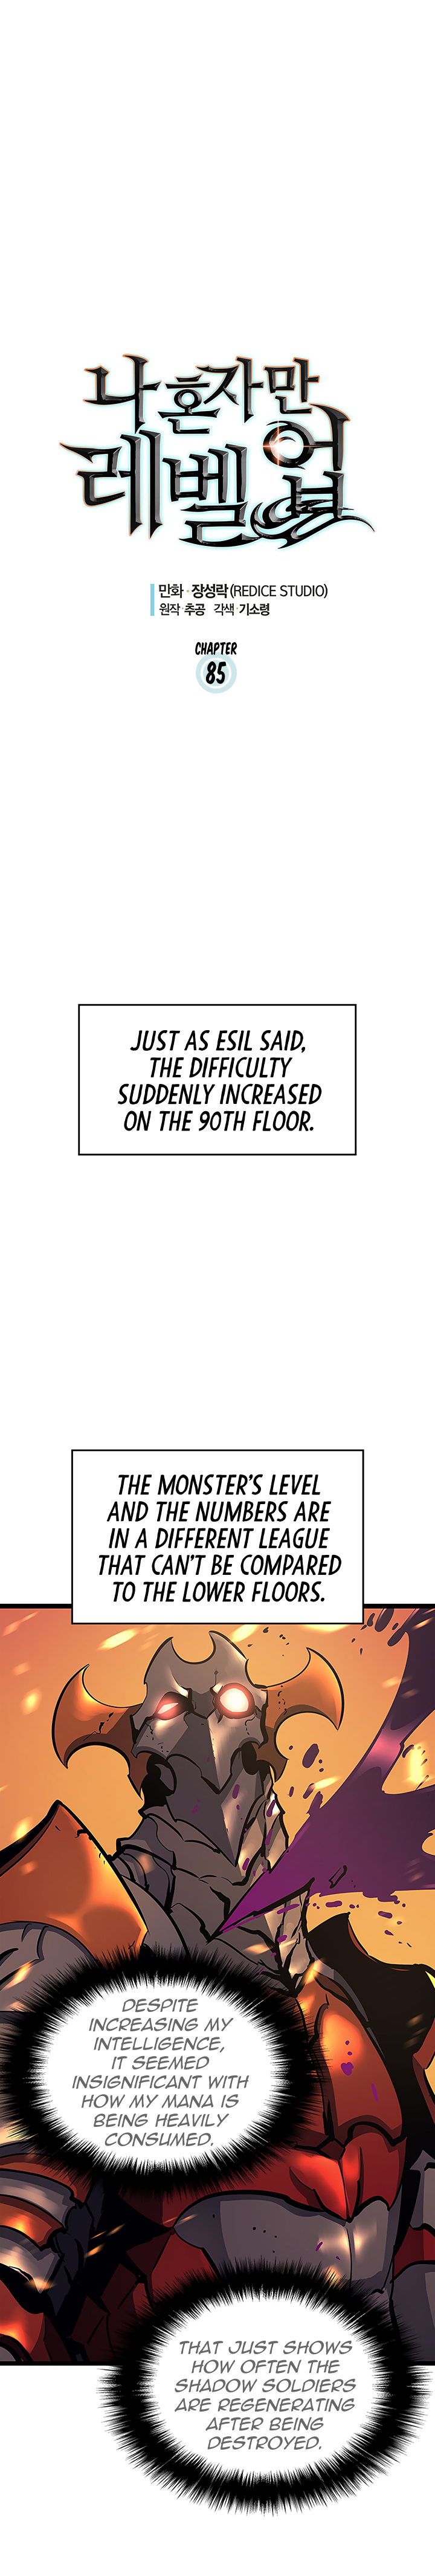 나 혼자만
레벨업
만화·장성락(REDICE STUDIO)
원작·추공 각색·기소령
CHAPTER
85
JUST AS ESIL SAID,
THE DIFFICULTY
SUDDENLY INCREASED
ON THE 90TH FLOOR.
THE MONSTER'S LEVEL
AND THE NUMBERS ARE
IN A DIFFERENT LEAGUE
THAT CAN'T BE COMPARED
TO THE LOWER FLOORS.
DESPITE
INCREASING MY
INTELLIGENCE,
IT SEEMED
INSIGNIFICANT WITH
HOW MY MANA IS
BEING HEAVILY
CONSUMED.
THAT JUST SHOWS
HOW OFTEN THE
SHADOW SOLDIERS
ARE REGENERATING
AFTER BEING
DESTROYED.